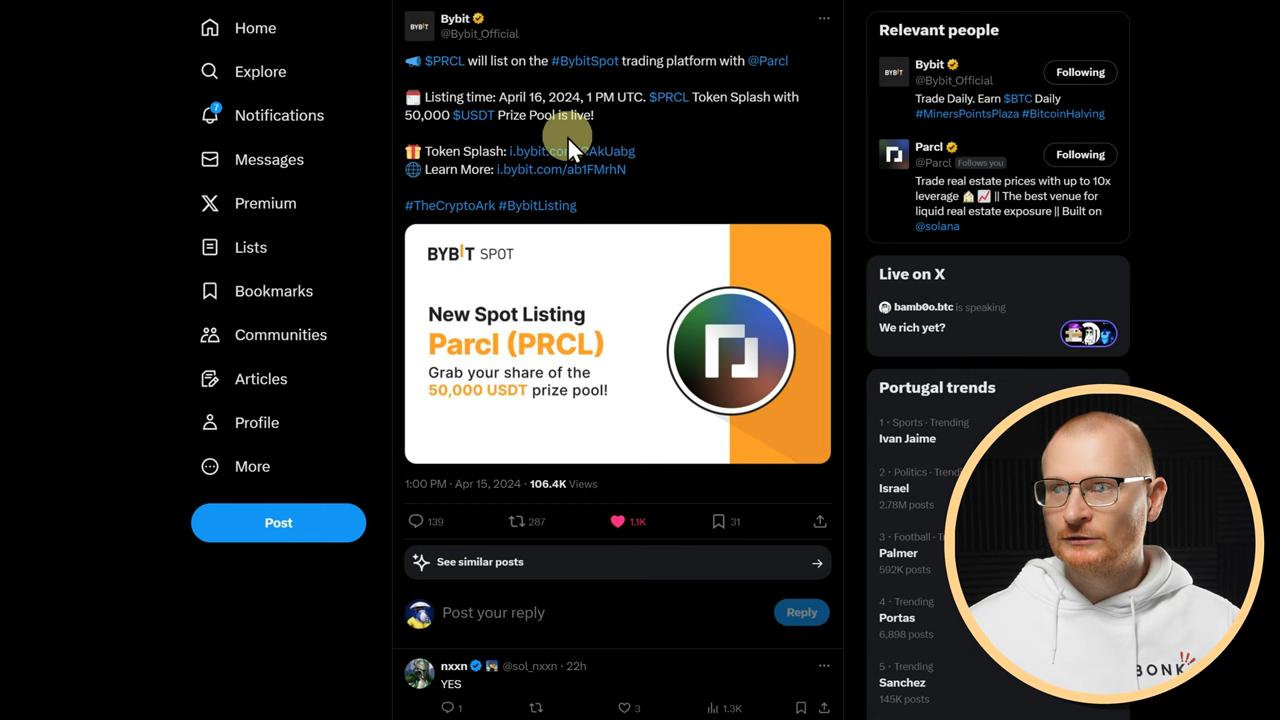 Home
Explore
7
Notifications
Messages
Premium
Lists
Bookmarks
Communities
Articles
Profile
More
Post
BYBIT
Bybit
@Bybit_Official
$PRCL will list on the #BybitSpot trading platform with @Parcl
Listing time: April 16, 2024, 1 PM UTC. $PRCL Token Splash with
50,000 $USDT Prize Pool is live!
Token Splash:
Learn More: i.bybit.com/ab1FMrhN
#TheCryptoArk #BybitListing
BYBIT SPOT
New Spot Listing
Parcl (PRCL)
Grab your share of the
50,000 USDT prize pool!
1:00 PM · Apr 15, 2024 · 106.4K Views
139
287
1.1K
31
See similar posts
Post your reply
Reply
nxxn @sol_nxxn · 22h
YES
1
3
1.3K
Relevant people
BYBIT
Bybit
@Bybit_Official
Following
Trade Daily. Earn $BTC Daily
#MinersPointsPlaza #BitcoinHalving
Parcl
@Parcl Follows you
Following
Trade real estate prices with up to 10x
leverage || The best venue for
liquid real estate exposure || Built on
@solana
Live on X
bamb0o.btc is speaking
We rich yet?
Portugal trends
1 · Sports · Trending
Ivan Jaime
2 · Politics ·
Israel
2.78M posts
3 · Football ·
Palmer
592K posts
4 · Trending
Portas
6,898 posts
5 · Trending
Sanchez
145K posts
BONK